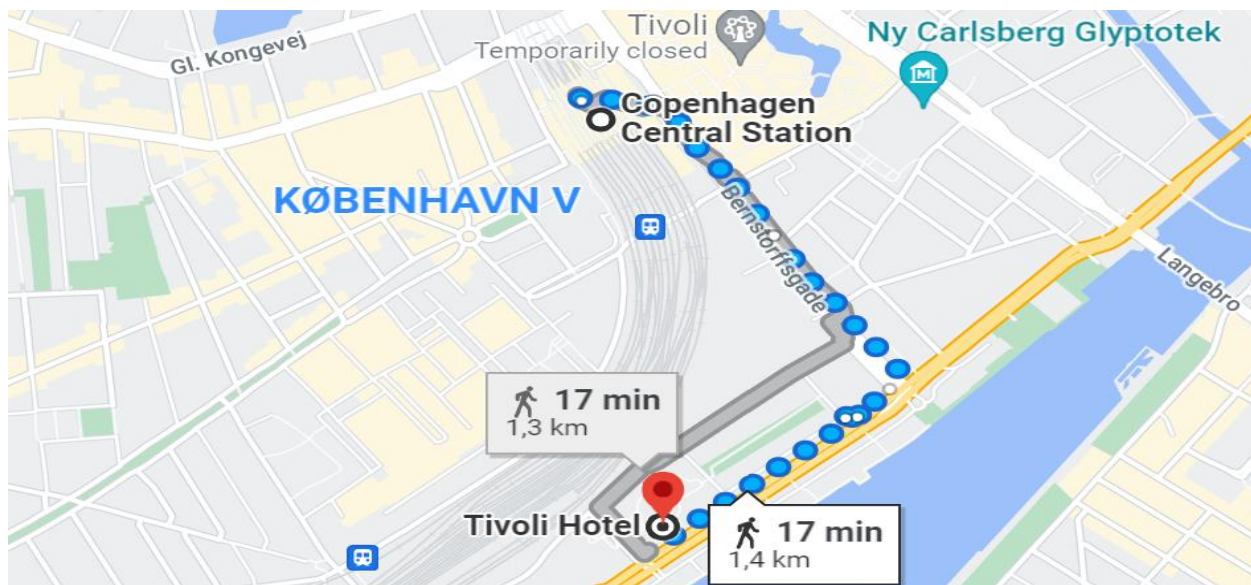 Tivoli
Temporarily closed
Ny Carlsberg Glyptotek
M
Gl. Kongevej
Copenhagen
Central Station
KØBENHAVN V
Bernstorffsgade
Langebro
17 min
1,3 km
Tivoli Hotel
17 min
1,4 km